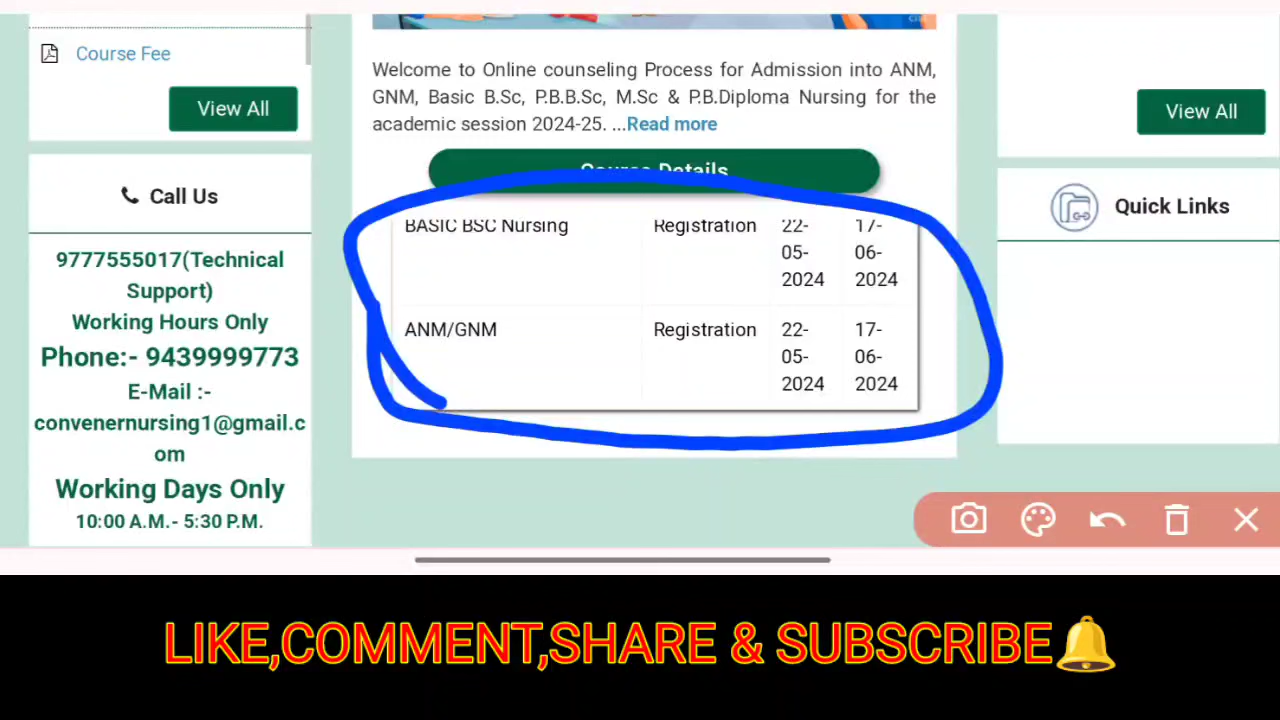 Course Fee
View All
Call Us
9777555017(Technical
Support)
Working Hours Only
Phone:- 9439999773
E-Mail :-
convenernursing1@gmail.c
om
Working Days Only
10:00 A.M.- 5:30 P.M.
Welcome to Online counseling Process for Admission into ANM,
GNM, Basic B.Sc, P.B.B.Sc, M.Sc & P.B.Diploma Nursing for the
academic session 2024-25. ...Read more
Course Details
BASIC BSC Nursing Registration 22- 17-
05- 06-
2024 2024
ANM/GNM Registration 22- 17-
05- 06-
2024 2024
View All
Quick Links
LIKE,COMMENT,SHARE & SUBSCRIBE